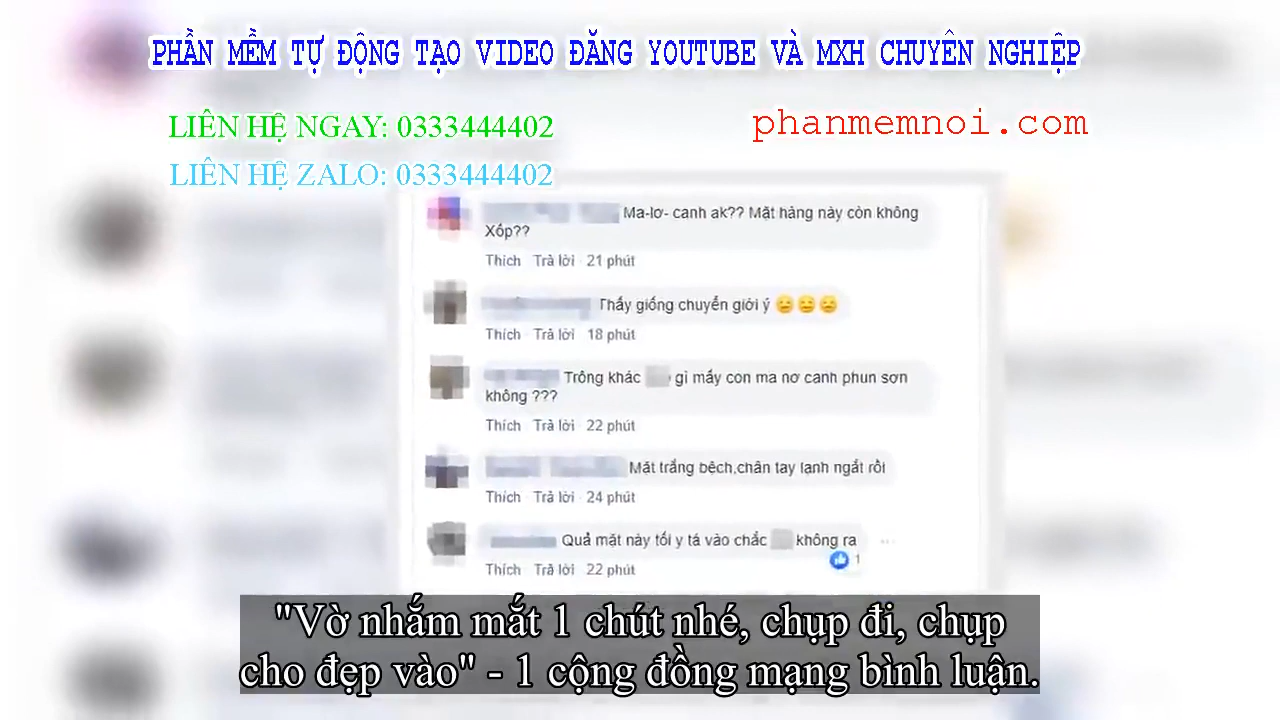 PHẦN MỀM TỰ ĐỘNG TẠO VIDEO ĐĂNG YOUTUBE VÀ MXH CHUYÊN NGHIỆP
LIÊN HỆ NGAY: 0333444402
phanmemnoi.com
LIÊN HỆ ZALO: 0333444402
Ma-lơ- canh ak?? Mặt hàng này còn không
Xốp??
Thích Trả lời 21 phút
Thấy giống chuyển giới ý 😑😑😑
Thích Trả lời 18 phút
Trông khác gì mấy con ma nơ canh phun sơn
không ???
Thích Trả lời 22 phút
Mặt trắng bệch,chân tay lạnh ngắt rồi
Thích Trả lời 24 phút
Quả mặt này tối y tá vào chắc không ra
1
Thích Trả lời 22 phút
"Vờ nhắm mắt 1 chút nhé, chụp đi, chụp
cho đẹp vào" - 1 cộng đồng mạng bình luận.